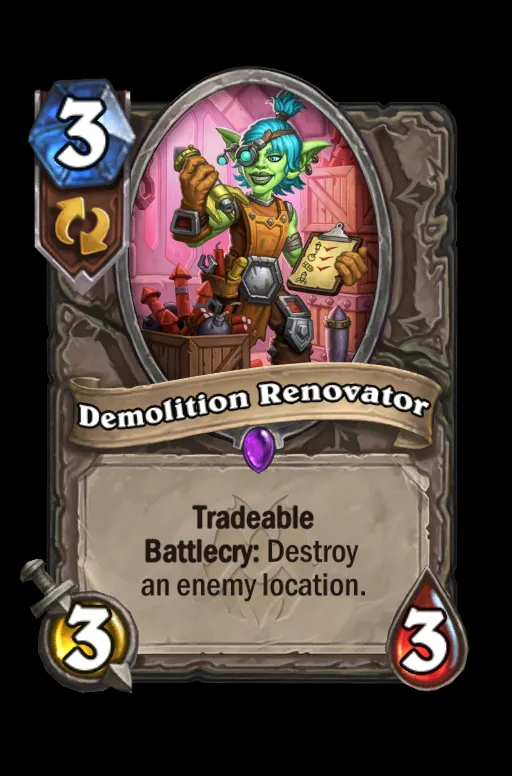 3
Demolition Renovator
Tradeable
Battlecry: Destroy
an enemy location.
3
3